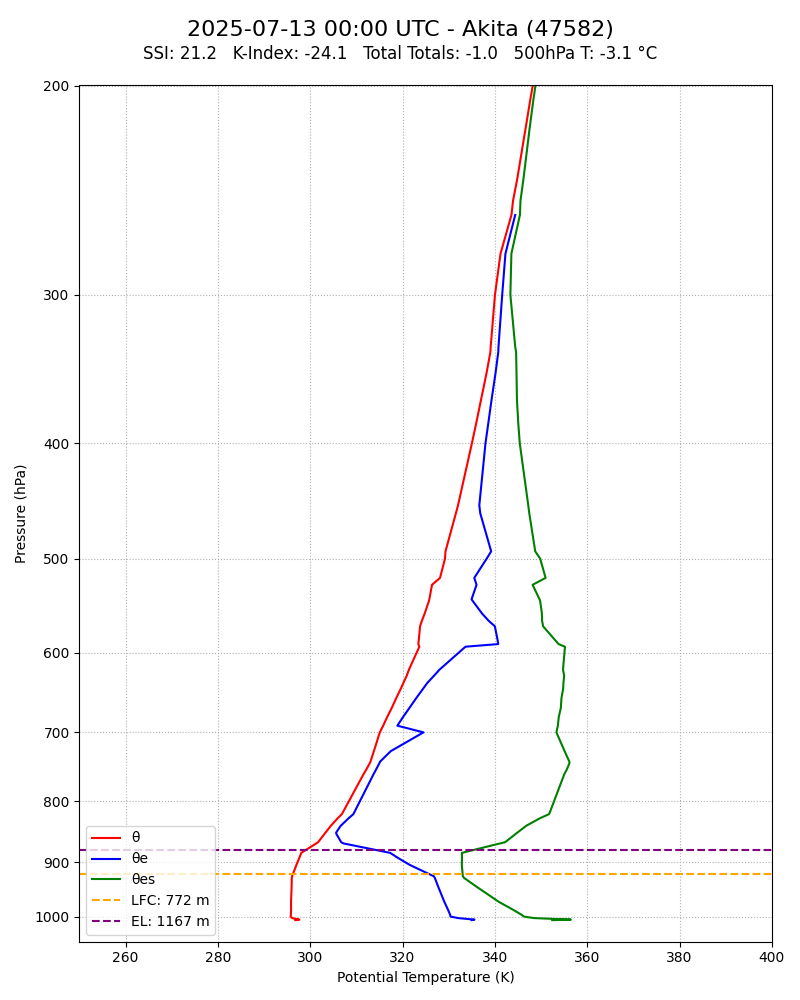 2025-07-13 00:00 UTC - Akita (47582)
SSI: 21.2   K-Index: -24.1   Total Totals: -1.0   500hPa T: -3.1 °C
200
300
400
500
600
700
800
900
1000
Pressure (hPa)
θ
θe
θes
LFC: 772 m
EL: 1167 m
260
280
300
320
340
360
380
400
Potential Temperature (K)